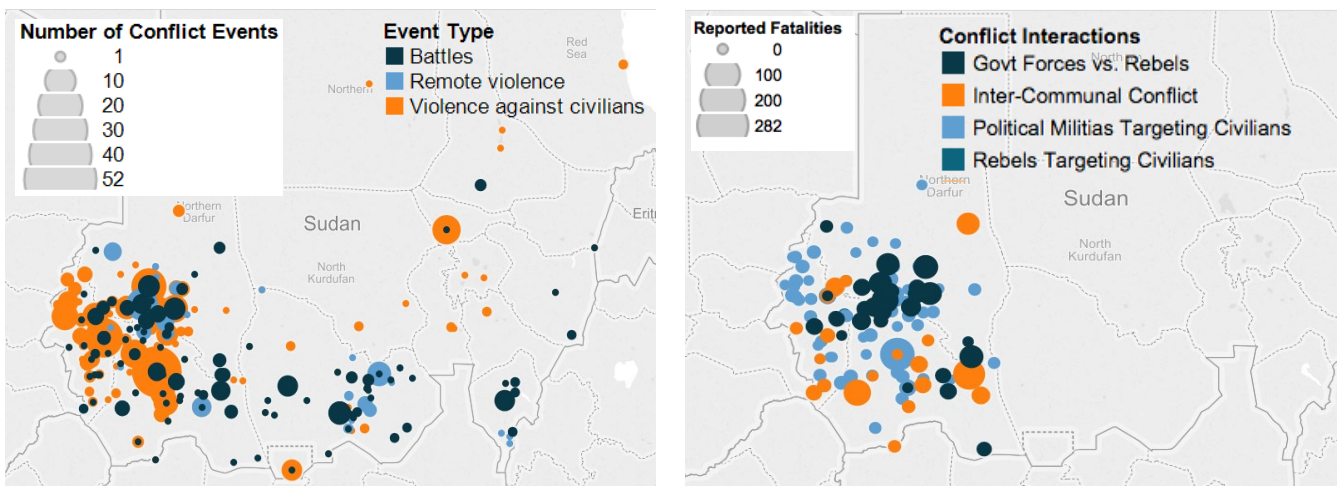 Number of Conflict Events
1
10
20
30
40
52
Event Type
Battles
Remote violence
Violence against civilians
Red
Sea
Northern
Northern
Darfur
Sudan
North
Kurdufan
Eritr
Reported Fatalities
0
100
200
282
Conflict Interactions
Govt Forces vs. Rebels
Inter-Communal Conflict
Political Militias Targeting Civilians
Rebels Targeting Civilians
Northern
Northern
Darfur
Sudan
North
Kurdufan